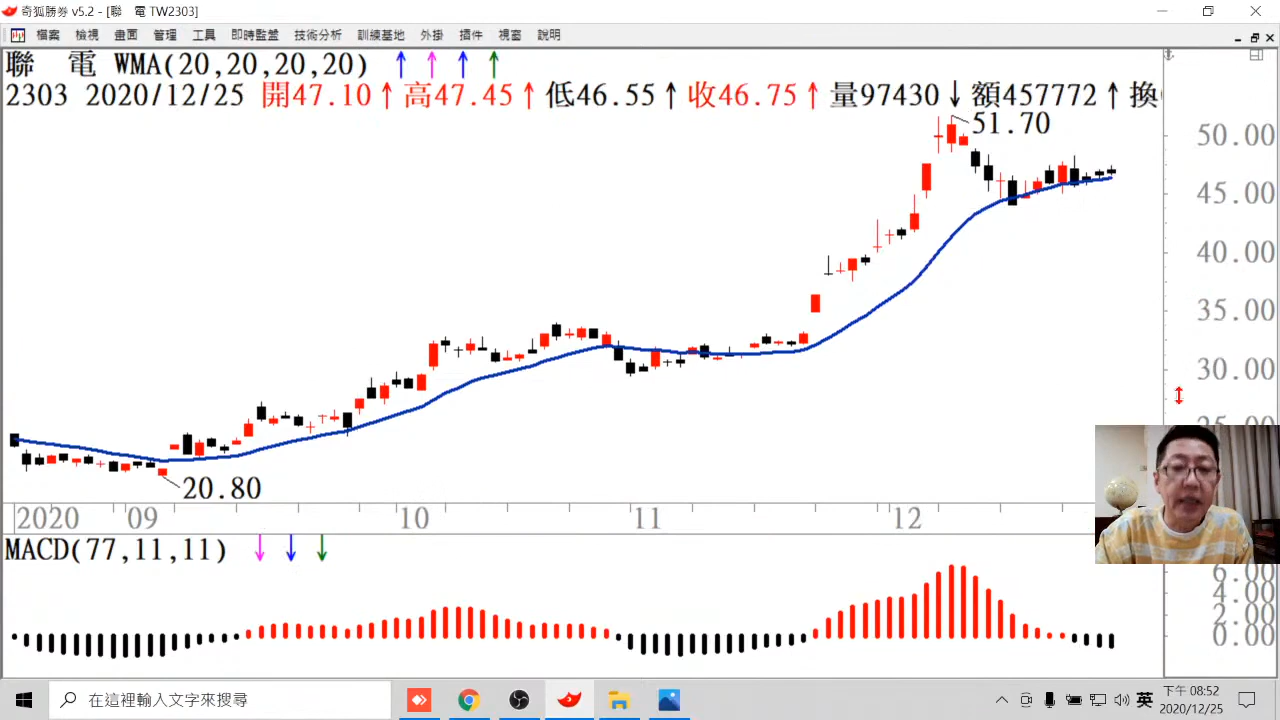 奇狐勝券 v5.2 - [聯　電 TW2303]
檔案 檢視 畫面 管理 工具 即時監盤 技術分析 訓練基地 外掛 插件 視窗 說明
聯　電 WMA(20,20,20,20) ↑ ↑ ↑ ↑
2303 2020/12/25 開47.10↑高47.45↑低46.55↑收46.75↑量97430↓額457772↑換
51.70
50.00
45.00
40.00
35.00
30.00
20.80
2020 09 10 11 12
MACD(77,11,11) ↓ ↓ ↓
6.00
4.00
2.00
0.00
在這裡輸入文字來搜尋
英
下午 08:52
2020/12/25